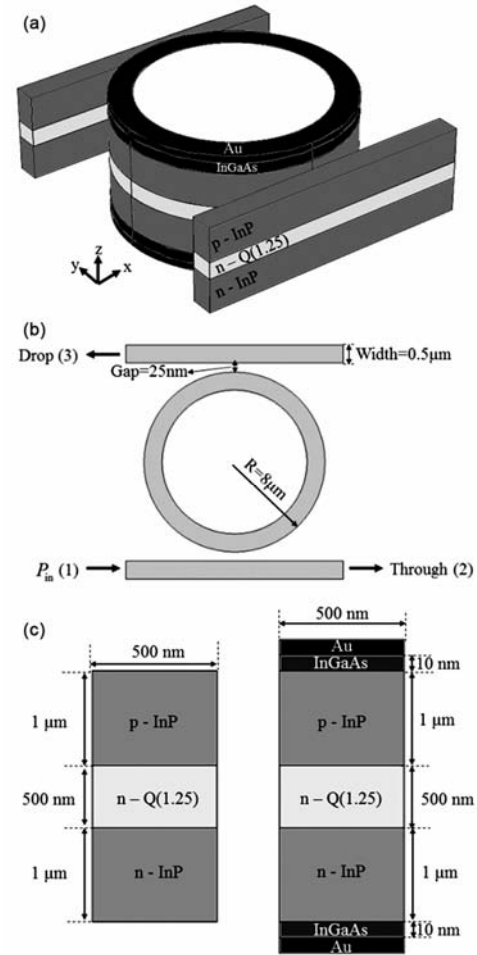 (a)
Au
InGaAs
p - InP
n - Q(1.25)
n - InP
z
y
x
(b)
Drop (3)
Gap=25nm
Width=0.5μm
R=8μm
Pin (1)
Through (2)
(c)
500 nm
500 nm
Au
InGaAs
10 nm
1 μm
p - InP
p - InP
1 μm
500 nm
n – Q(1.25)
n – Q(1.25)
500 nm
1 μm
n - InP
n - InP
1 μm
InGaAs
10 nm
Au